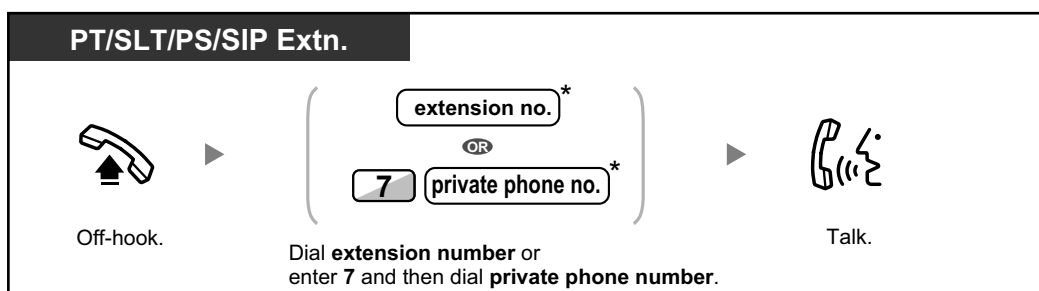 PT/SLT/PS/SIP Extn.
extension no.*
OR
7 private phone no.*
Off-hook.
Dial extension number or
enter 7 and then dial private phone number.
Talk.